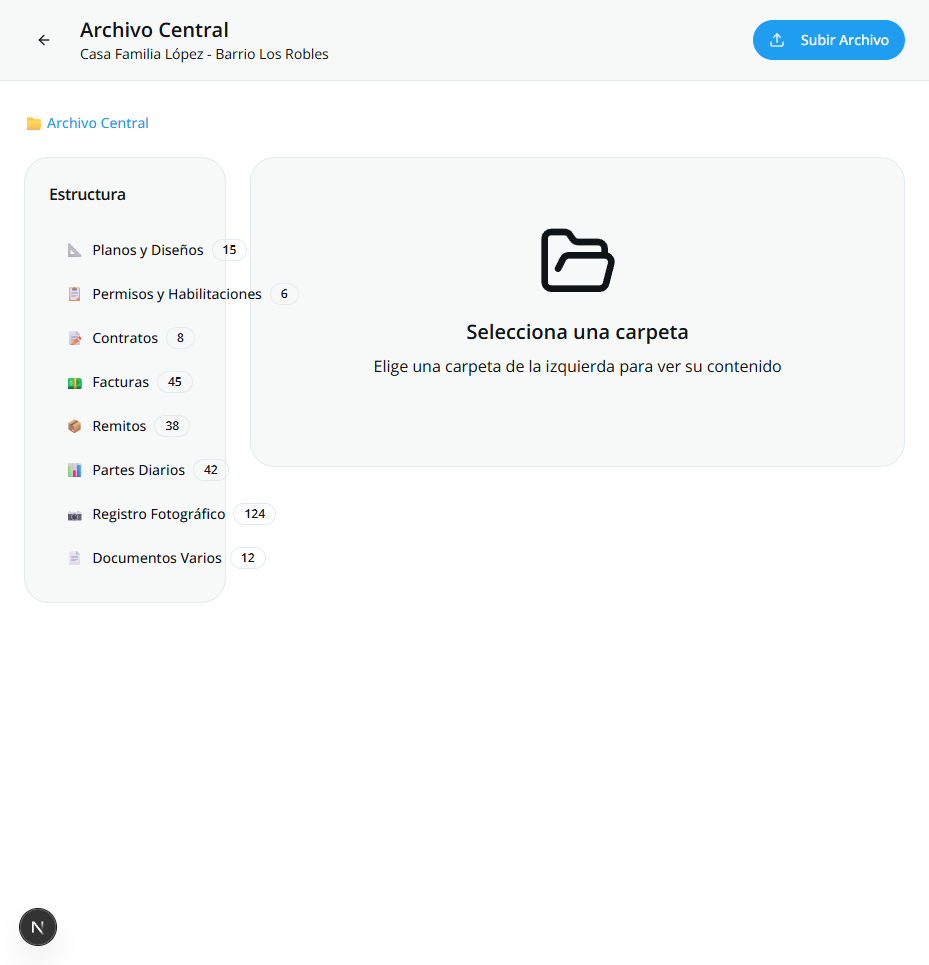 Archivo Central
Casa Familia López - Barrio Los Robles
Subir Archivo
Archivo Central
Estructura
Planos y Diseños 15
Permisos y Habilitaciones 6
Contratos 8
Facturas 45
Remitos 38
Partes Diarios 42
Registro Fotográfico 124
Documentos Varios 12
Selecciona una carpeta
Elige una carpeta de la izquierda para ver su contenido
N